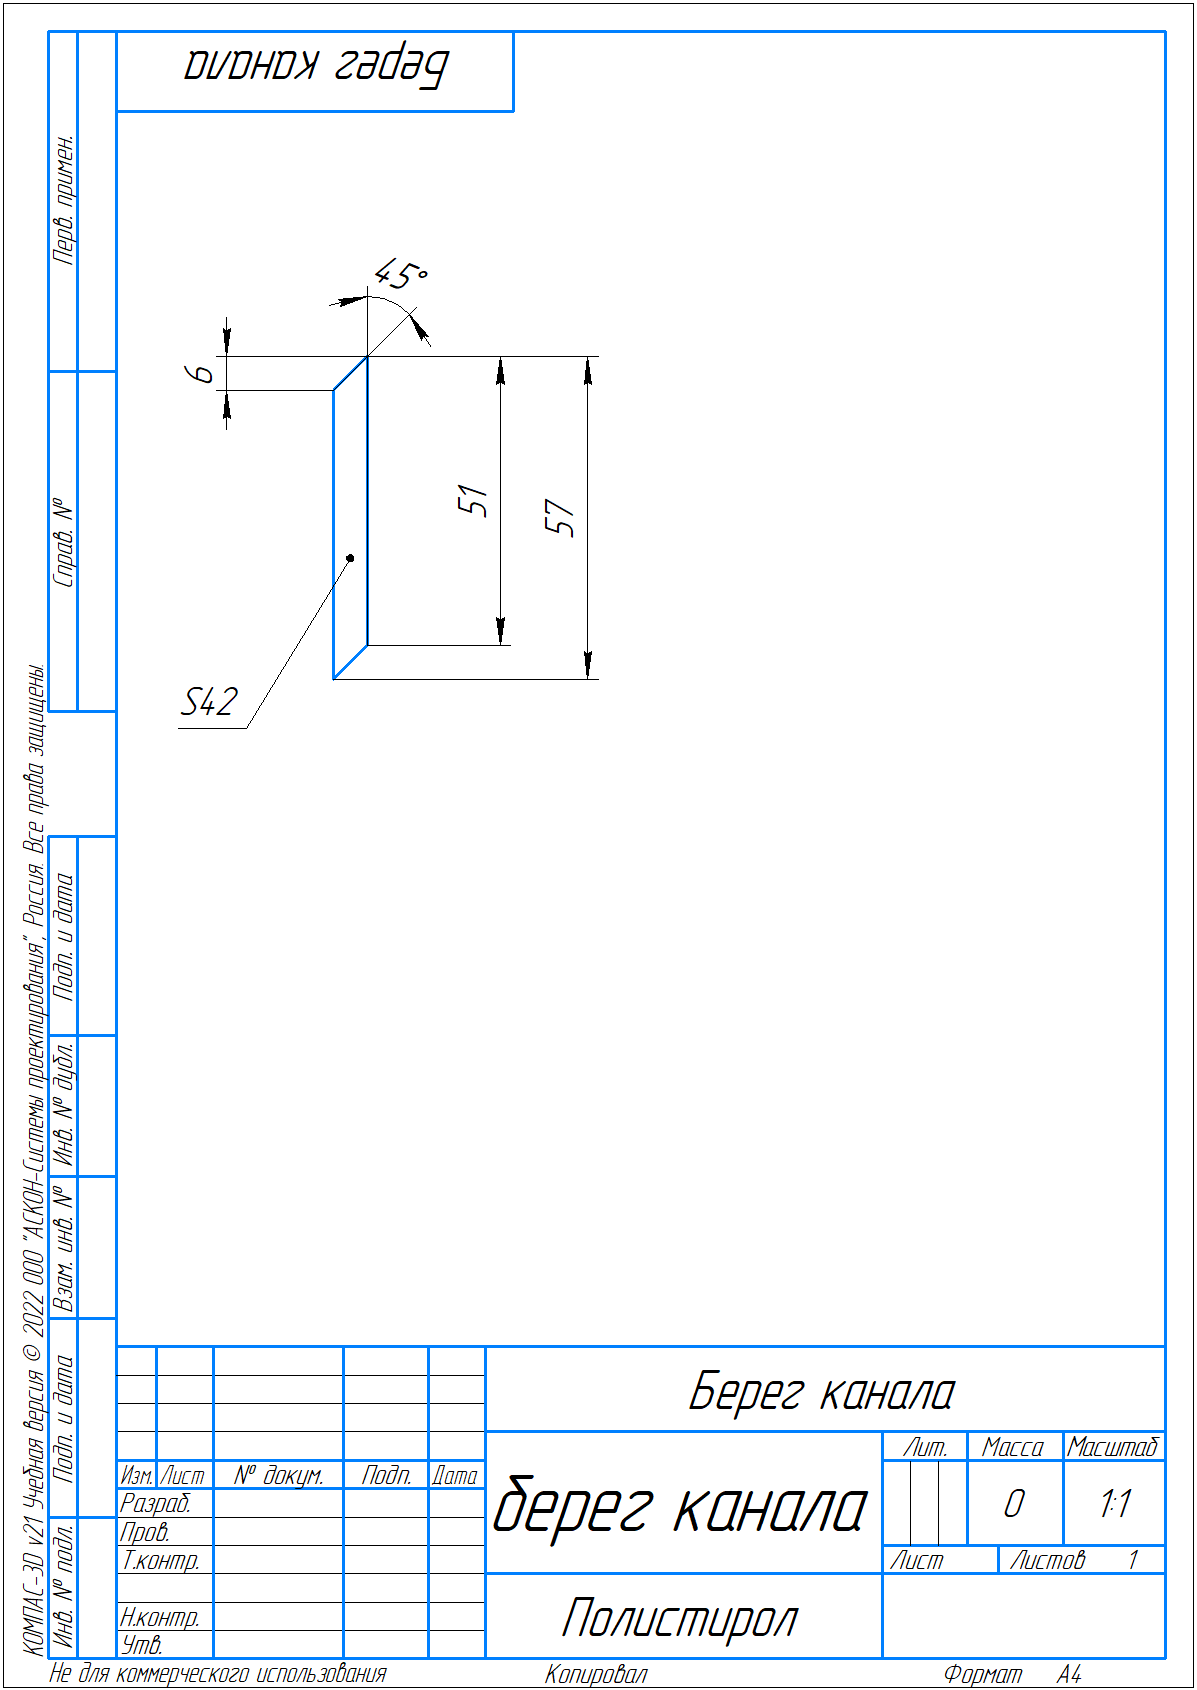 Берег канала
Перв. примен.
Справ. №
45°
6
51
57
S42
КОМПАС-3D v21 Учебная версия © 2022 ООО "АСКОН-Системы проектирования", Россия. Все права защищены.
Подп. и дата
Инв. № дубл.
Взам. инв. №
Подп. и дата
Инв. № подл.
Берег канала
Лит. Масса Масштаб
Изм. Лист № докум. Подп. Дата
Разраб.
Пров.
Т.контр.
Н.контр.
Утв.
берег канала
0 1:1
Лист Листов 1
Полистирол
Не для коммерческого использования Копировал Формат А4